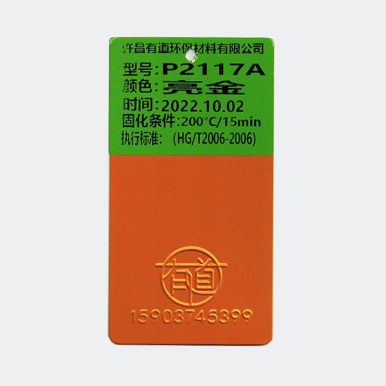 许昌有道环保材料有限公司
型号:P2117A
颜色:亮金
时间:2022.10.02
固化条件:200°C/15min
执行标准:(HG/T2006-2006)
有道
15903745399